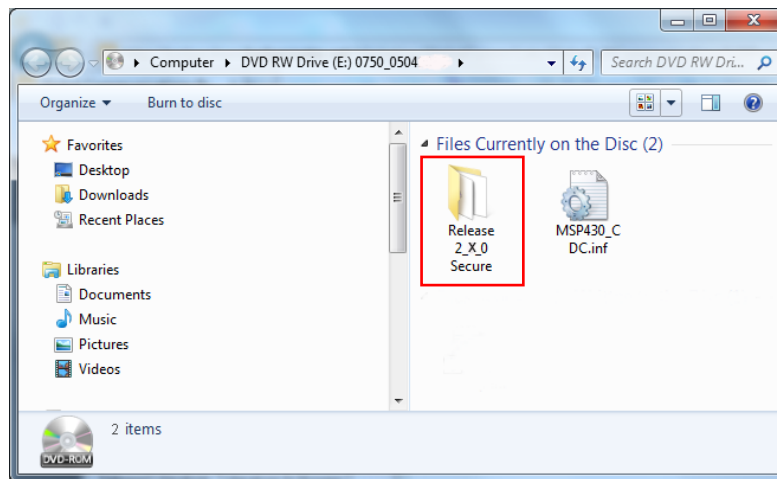 Computer ▸ DVD RW Drive (E:) 0750_0504 ▸
Search DVD RW Dri...
Organize ▾ Burn to disc
Favorites
Desktop
Downloads
Recent Places
Libraries
Documents
Music
Pictures
Videos
Files Currently on the Disc (2)
Release
2_X_0
Secure
MSP430_C
DC.inf
2 items
DVD-ROM